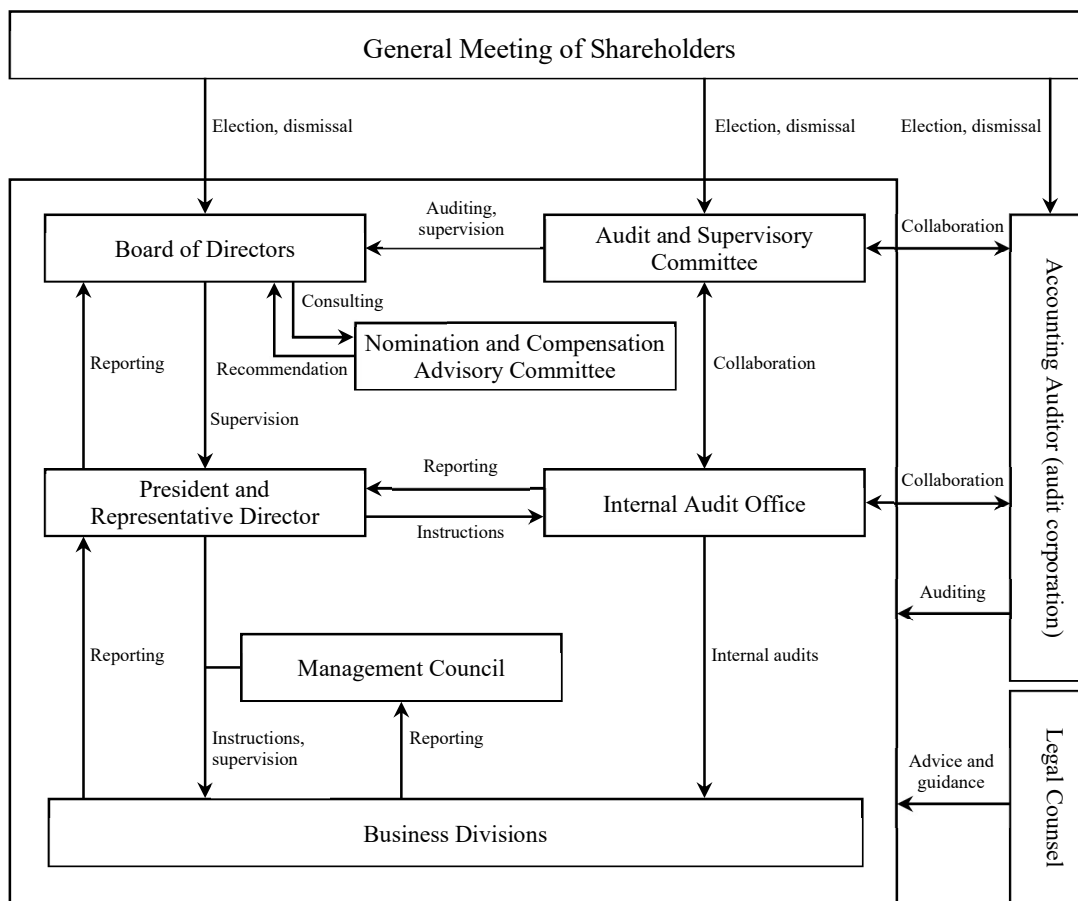 General Meeting of Shareholders
Election, dismissal
Election, dismissal
Election, dismissal
Board of Directors
Auditing,
supervision
Audit and Supervisory
Committee
Collaboration
Consulting
Nomination and Compensation
Advisory Committee
Reporting
Recommendation
Collaboration
Supervision
Accounting Auditor (audit corporation)
President and
Representative Director
Reporting
Instructions
Internal Audit Office
Collaboration
Auditing
Reporting
Management Council
Internal audits
Instructions,
supervision
Reporting
Advice and
guidance
Legal Counsel
Business Divisions